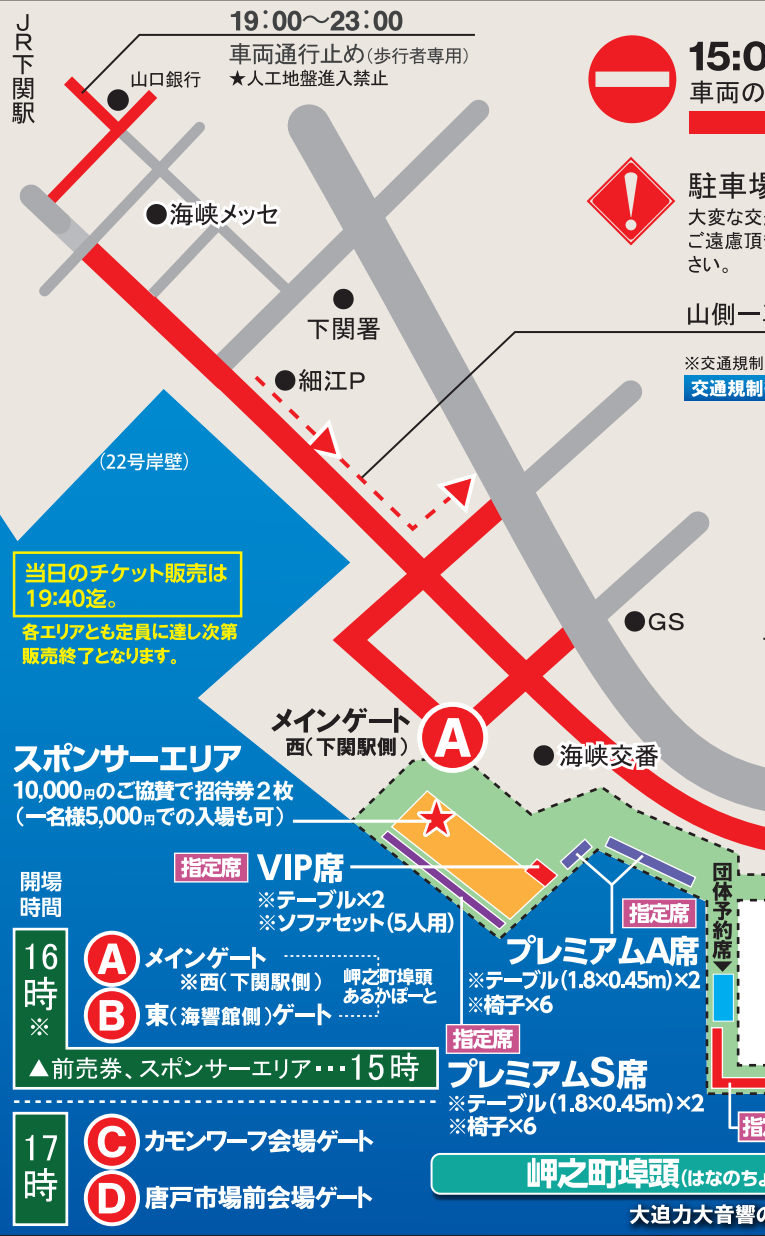 JR下関駅
19:00〜23:00
車両通行止め(歩行者専用)
★人工地盤進入禁止
山口銀行
15:0
車両の
海峡メッセ
駐車場
大変な交
ご遠慮頂
さい。
下関署
山側一
細江P
※交通規制
交通規制
(22号岸壁)
当日のチケット販売は
19:40迄。
各エリアとも定員に達し次第
販売終了となります。
GS
メインゲート
西(下関駅側)
A
海峡交番
スポンサーエリア
10,000円のご協賛で招待券2枚
(一名様5,000円での入場も可)
指定席 VIP席
※テーブル×2
※ソファセット(5人用)
団体予約席▼
指定席
プレミアムA席
※テーブル(1.8×0.45m)×2
※椅子×6
開場
時間
16時※
A メインゲート
※西(下関駅側)
B 東(海響館側)ゲート
岬之町埠頭
あるかぽーと
▲前売券、スポンサーエリア…15時
指定席
プレミアムS席
※テーブル(1.8×0.45m)×2
※椅子×6
指
17時
C カモンワーフ会場ゲート
D 唐戸市場前会場ゲート
岬之町埠頭(はなのちょ
大迫力大音響の